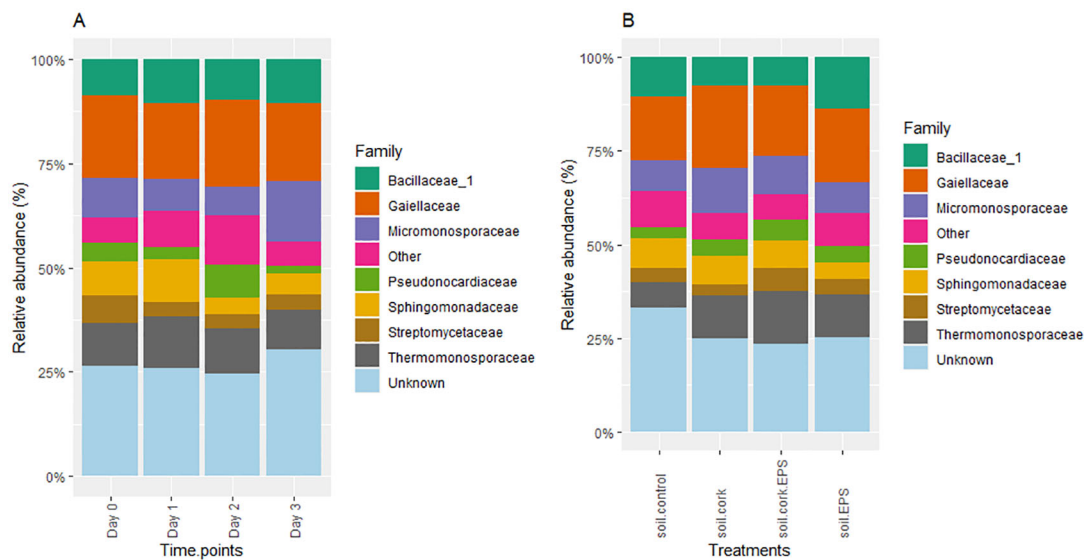 A
Relative abundance (%)
100%
75%
50%
25%
0%
Day 0
Day 1
Day 2
Day 3
Time.points
Family
Bacillaceae_1
Gaiellaceae
Micromonosporaceae
Other
Pseudonocardiaceae
Sphingomonadaceae
Streptomycetaceae
Thermomonosporaceae
Unknown
B
Relative abundance (%)
100%
75%
50%
25%
0%
soil.control
soil.cork
soil.cork.EPS
soil.EPS
Treatments
Family
Bacillaceae_1
Gaiellaceae
Micromonosporaceae
Other
Pseudonocardiaceae
Sphingomonadaceae
Streptomycetaceae
Thermomonosporaceae
Unknown